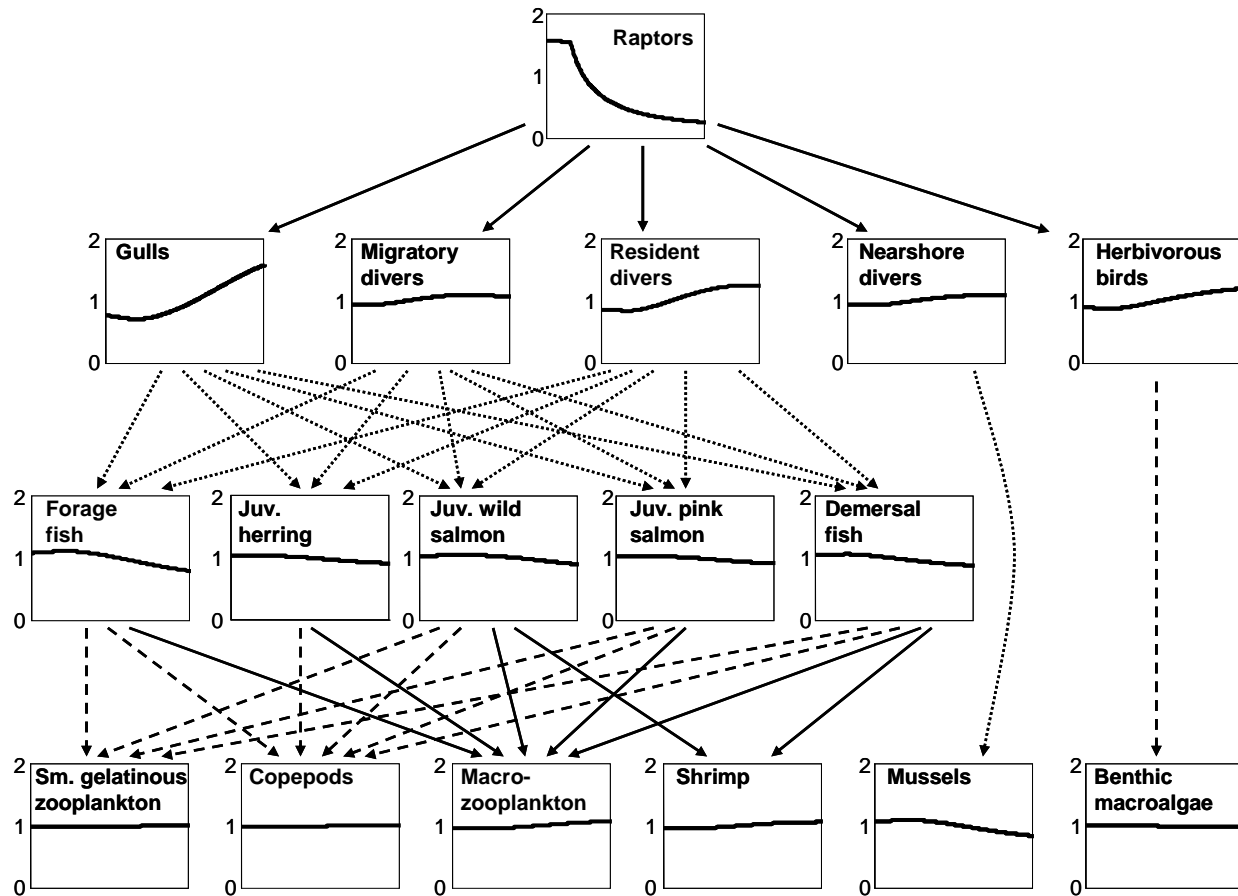 2
Raptors
1
0
2
Gulls
1
0
2
Migratory
divers
1
0
2
Resident
divers
1
0
2
Nearshore
divers
1
0
2
Herbivorous
birds
1
0
2
Forage
fish
1
0
2
Juv.
herring
1
0
2
Juv. wild
salmon
1
0
2
Juv. pink
salmon
1
0
2
Demersal
fish
1
0
2
Sm. gelatinous
zooplankton
1
0
2
Copepods
1
0
2
Macro-
zooplankton
1
0
2
Shrimp
1
0
2
Mussels
1
0
2
Benthic
macroalgae
1
0